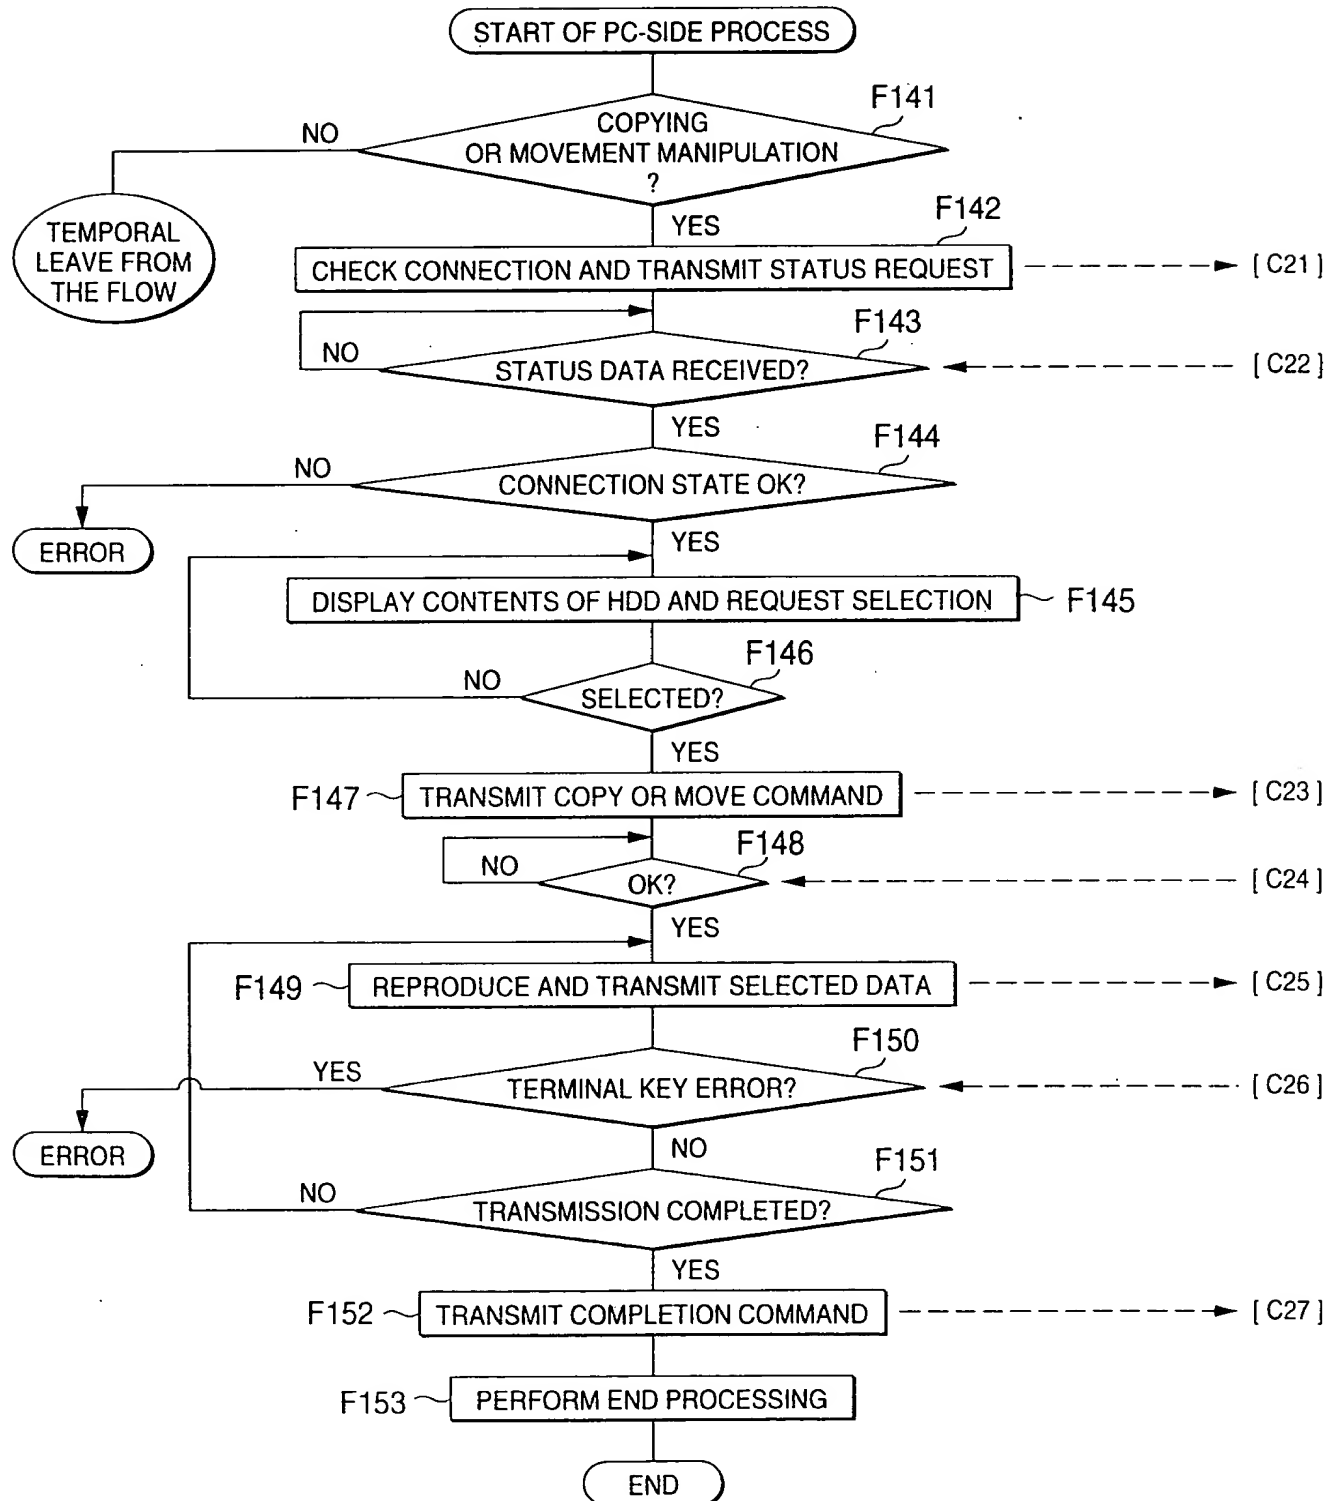 START OF PC-SIDE PROCESS
F141
NO
COPYING
OR MOVEMENT MANIPULATION
?
YES
TEMPORAL
LEAVE FROM
THE FLOW
F142
CHECK CONNECTION AND TRANSMIT STATUS REQUEST
[ C21 ]
F143
NO
STATUS DATA RECEIVED?
[ C22 ]
YES
F144
NO
CONNECTION STATE OK?
YES
ERROR
DISPLAY CONTENTS OF HDD AND REQUEST SELECTION
F145
F146
NO
SELECTED?
YES
F147
TRANSMIT COPY OR MOVE COMMAND
[ C23 ]
F148
NO
OK?
[ C24 ]
YES
F149
REPRODUCE AND TRANSMIT SELECTED DATA
[ C25 ]
F150
YES
TERMINAL KEY ERROR?
[ C26 ]
ERROR
NO
F151
NO
TRANSMISSION COMPLETED?
YES
F152
TRANSMIT COMPLETION COMMAND
[ C27 ]
F153
PERFORM END PROCESSING
END